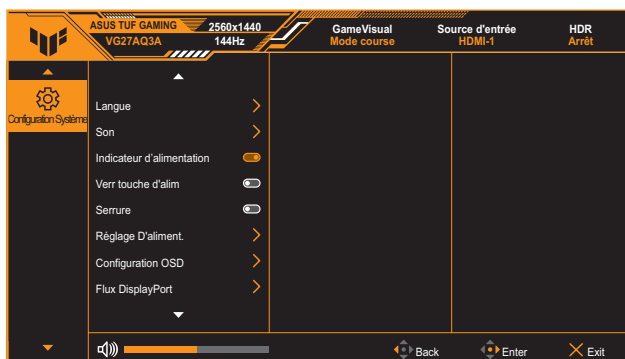 ASUS TUF GAMING 2560x1440
VG27AQ3A 144Hz
GameVisual
Mode course
Source d'entrée
HDMI-1
HDR
Arrêt
Configuration Système
Langue
Son
Indicateur d’alimentation
Verr touche d'alim
Serrure
Réglage D'aliment.
Configuration OSD
Flux DisplayPort
Back
Enter
Exit